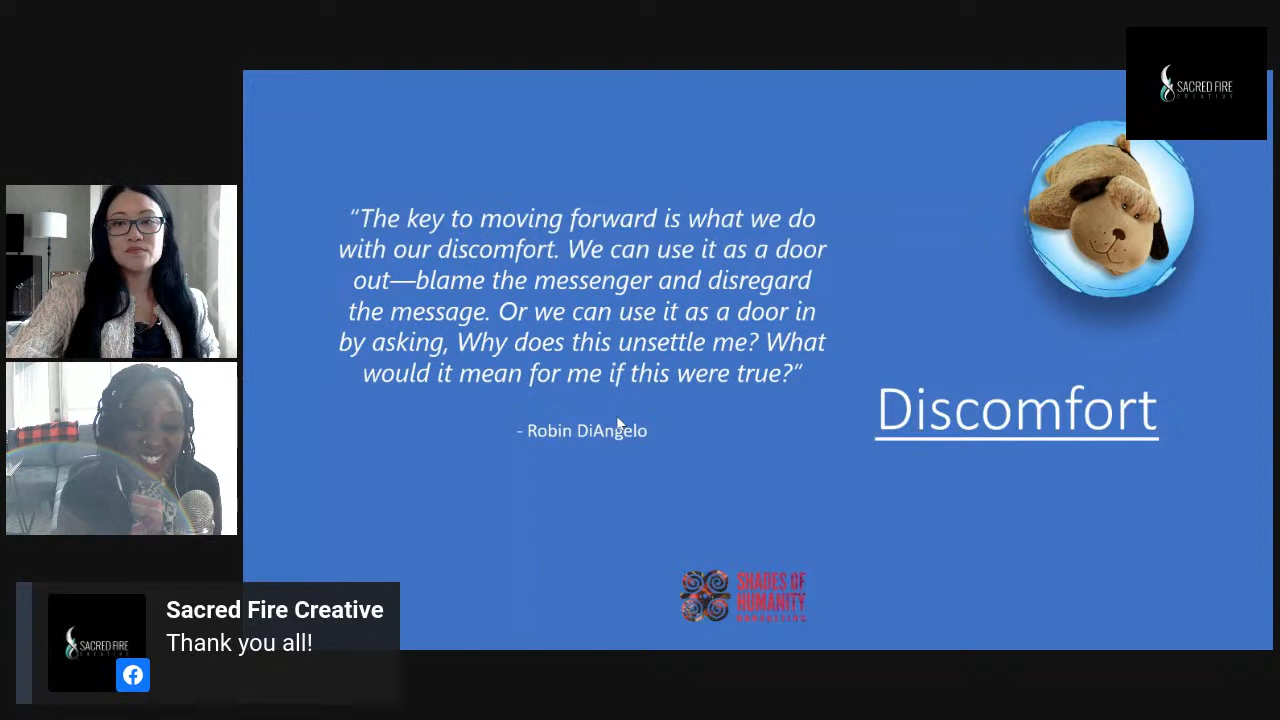 SACRED FIRE
CREATIVE
“The key to moving forward is what we do
with our discomfort. We can use it as a door
out—blame the messenger and disregard
the message. Or we can use it as a door in
by asking, Why does this unsettle me? What
would it mean for me if this were true?”
- Robin DiAngelo
Discomfort
SHADES OF
HUMANITY
CONSULTING
Sacred Fire Creative
Thank you all!
SACRED FIRE
CREATIVE